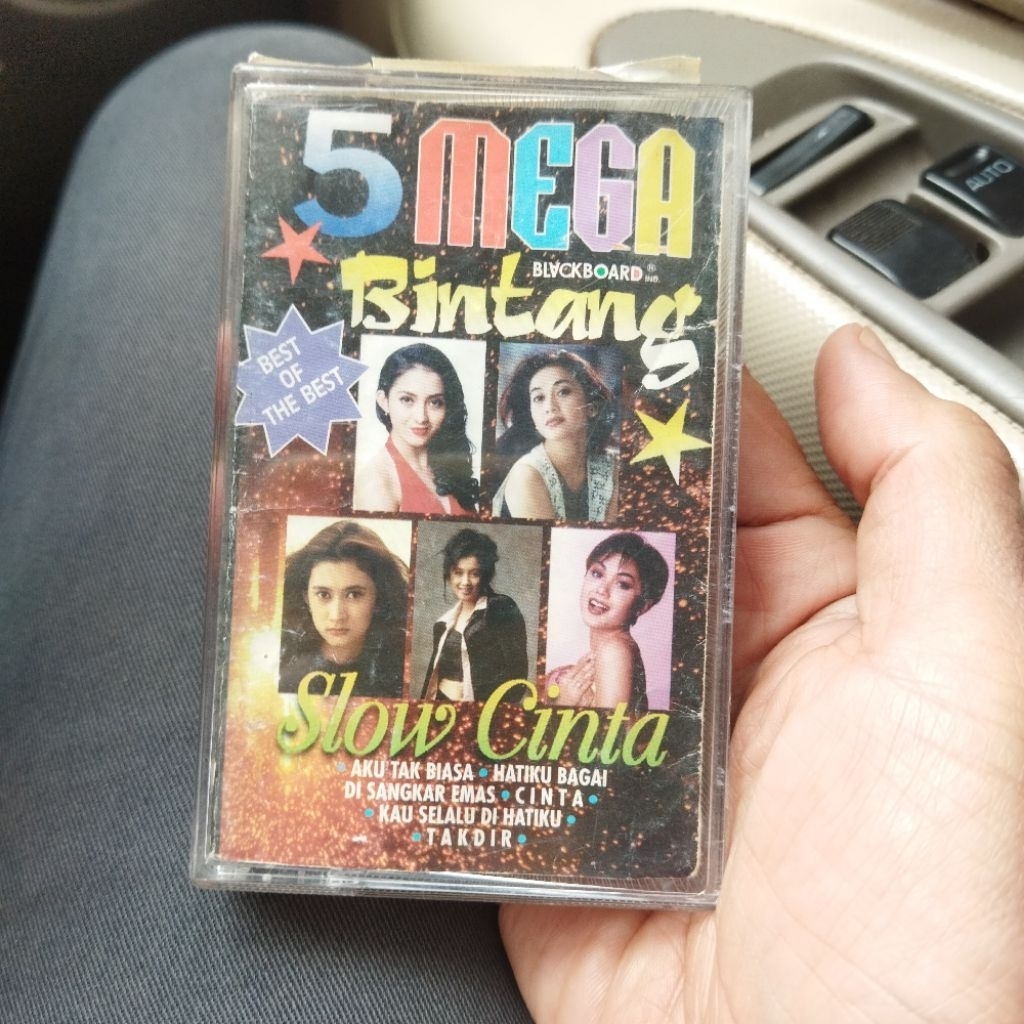 5 MEGA
BLACKBOARD ® INC.
Bintang
BEST
OF
THE BEST
Slow Cinta
• AKU TAK BIASA • HATIKU BAGAI
DI SANGKAR EMAS • CINTA •
• KAU SELALU DI HATIKU •
• TAKDIR •
AUTO